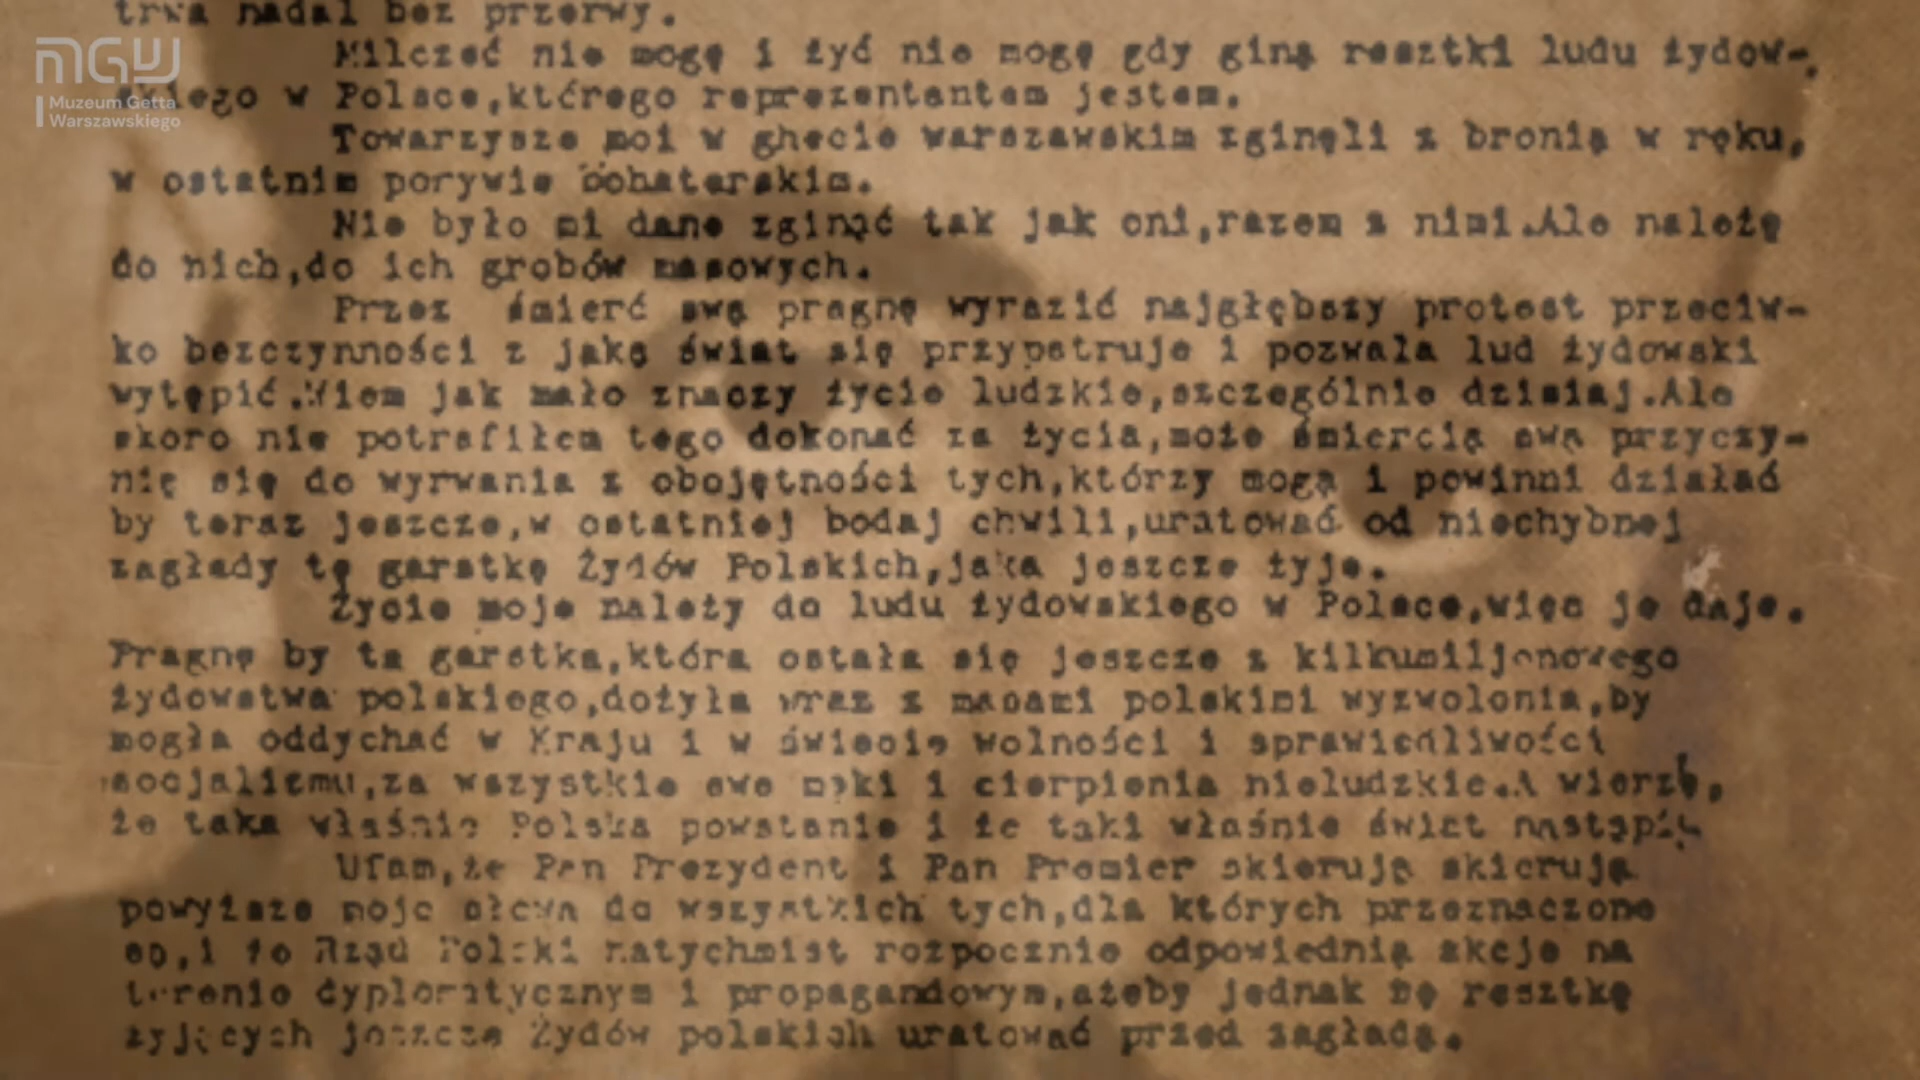 trwa nadal bez przerwy.
MGW
Muzeum Getta
Warszawskiego
Milczeć nie mogę i żyć nie mogę gdy giną resztki ludu żydow-
skiego w Polsce,którego reprezentantem jestem.
Towarzysze moi w ghecie warszawskim zginęli z bronią w ręku,
w ostatnim porywie bohaterskim.
Nie było mi dane zginąć tak jak oni,razem z nimi.Ale należę
do nich,do ich grobów masowych.
Przez śmierć swą pragnę wyrazić najgłębszy protest przeciw-
ko bezczynności z jaką świat się przypatruje i pozwala lud żydowski
wytępić.Wiem jak mało znaczy życie ludzkie,szczególnie dzisiaj.Ale
skoro nie potrafiłem tego dokonać za życia,może śmiercią swą przyczy-
nię się do wyrwania z obojętności tych,którzy mogą i powinni działać
by teraz jeszcze,w ostatniej bodaj chwili,uratować od niechybnej
zagłady tę garstkę Żydów Polskich,jaka jeszcze żyje.
Życie moje należy do ludu żydowskiego w Polsce,więc je daję.
Pragnę by ta garstka,która ostała się jeszcze z kilkumiljonowego
żydowstwa polskiego,dożyła wraz z masami polskimi wyzwolenia,by
mogła oddychać w Kraju i w świecie wolności i sprawiedliwości
socjalizmu,za wszystkie swe męki i cierpienia nieludzkie.A wierzę,
że taka właśnie Polska powstanie i że taki właśnie świat nastąpi.
Ufam,że Pan Prezydent i Pan Premier skierują skierują
powyższe moje słowa do wszystkich tych,dla których przeznaczone
są,i że Rząd Polski natychmist rozpocznie odpowiednią akcję na
terenie dyplomatycznym i propagandowym,ażeby jednak tę resztkę
żyjących jeszcze Żydów polskich uratować przed zagładą.